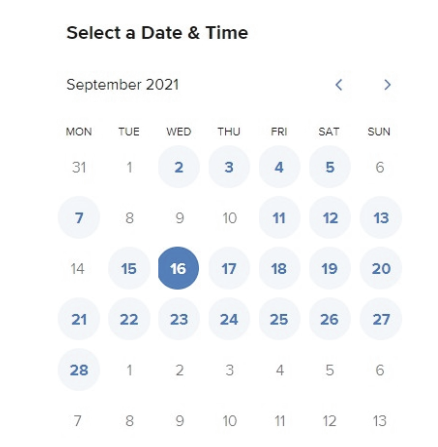 Select a Date & Time
September 2021
MON TUE WED THU FRI SAT SUN
31 1 2 3 4 5 6
7 8 9 10 11 12 13
14 15 16 17 18 19 20
21 22 23 24 25 26 27
28 1 2 3 4 5 6
7 8 9 10 11 12 13